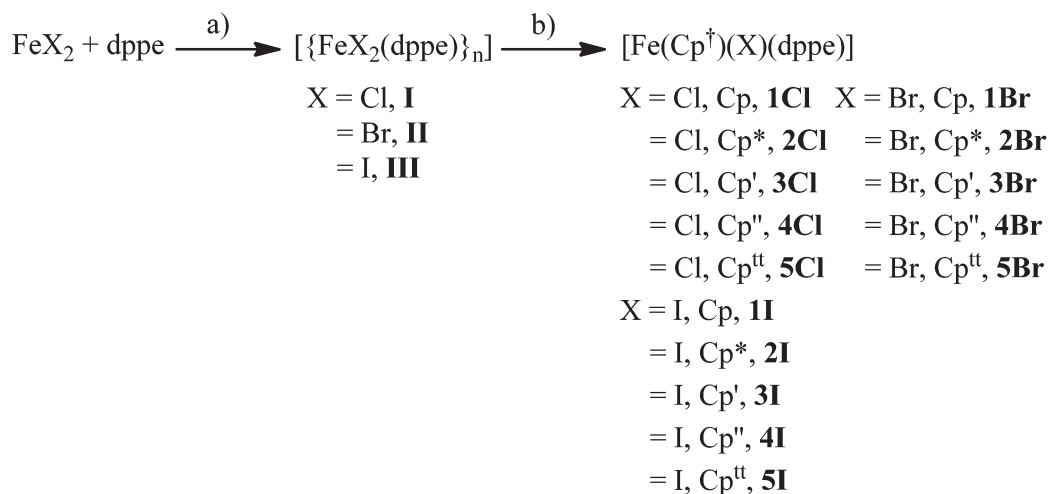 FeX₂ + dppe a) [{FeX₂(dppe)}ₙ] b) [Fe(Cp†)(X)(dppe)]
X = Cl, I X = Cl, Cp, 1Cl X = Br, Cp, 1Br
= Br, II = Cl, Cp*, 2Cl = Br, Cp*, 2Br
= I, III = Cl, Cp', 3Cl = Br, Cp', 3Br
= Cl, Cp", 4Cl = Br, Cp", 4Br
= Cl, Cpᵗᵗ, 5Cl = Br, Cpᵗᵗ, 5Br
X = I, Cp, 1I
= I, Cp*, 2I
= I, Cp', 3I
= I, Cp", 4I
= I, Cpᵗᵗ, 5I